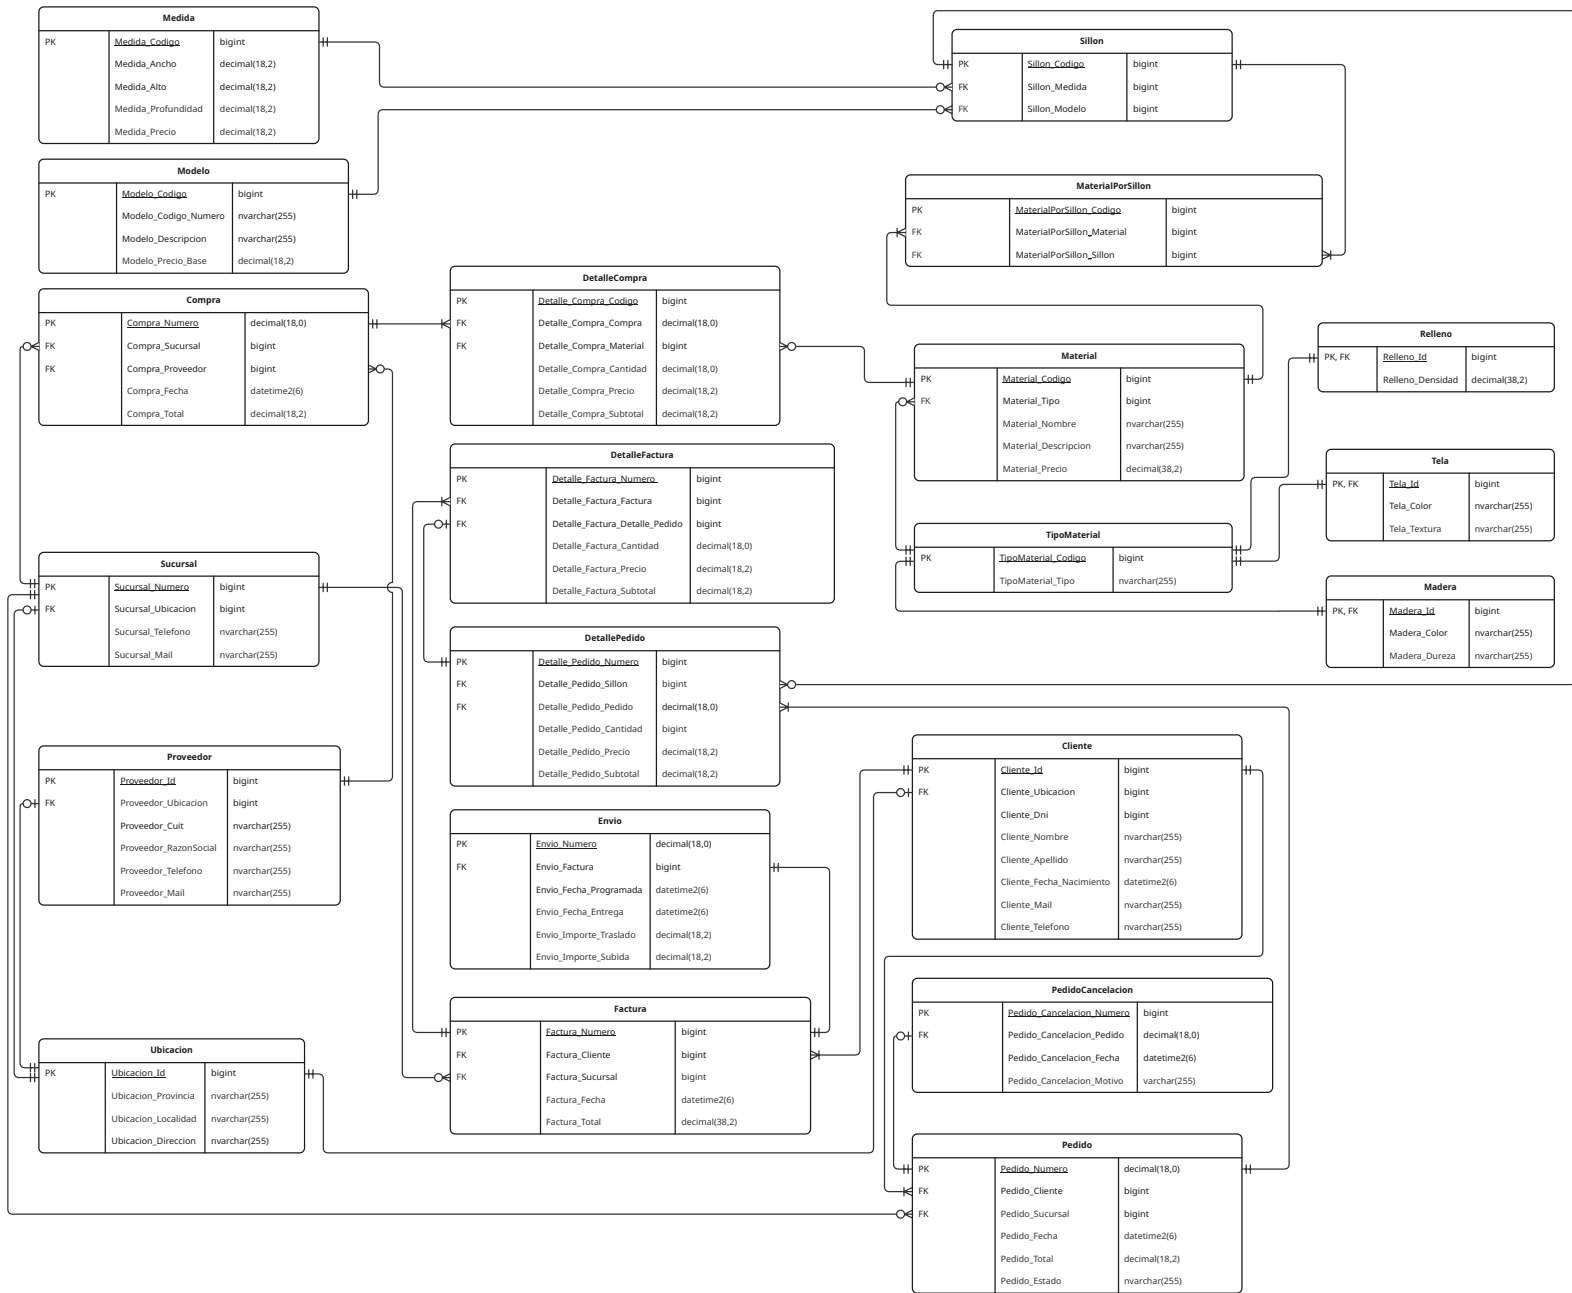 Medida
PK Medida_Codigo bigint
Medida_Ancho decimal(18,2)
Medida_Alto decimal(18,2)
Medida_Profundidad decimal(18,2)
Medida_Precio decimal(18,2)
Modelo
PK Modelo_Codigo bigint
Modelo_Codigo_Numero nvarchar(255)
Modelo_Descripcion nvarchar(255)
Modelo_Precio_Base decimal(18,2)
Compra
PK Compra_Numero decimal(18,0)
FK Compra_Sucursal bigint
FK Compra_Proveedor bigint
Compra_Fecha datetime2(6)
Compra_Total decimal(18,2)
Sucursal
PK Sucursal_Numero bigint
FK Sucursal_Ubicacion bigint
Sucursal_Telefono nvarchar(255)
Sucursal_Mail nvarchar(255)
Proveedor
PK Proveedor_Id bigint
FK Proveedor_Ubicacion bigint
Proveedor_Cuit nvarchar(255)
Proveedor_RazonSocial nvarchar(255)
Proveedor_Telefono nvarchar(255)
Proveedor_Mail nvarchar(255)
Ubicacion
PK Ubicacion_Id bigint
Ubicacion_Provincia nvarchar(255)
Ubicacion_Localidad nvarchar(255)
Ubicacion_Direccion nvarchar(255)
DetalleCompra
PK Detalle_Compra_Codigo bigint
FK Detalle_Compra_Compra decimal(18,0)
FK Detalle_Compra_Material bigint
Detalle_Compra_Cantidad decimal(18,0)
Detalle_Compra_Precio decimal(18,2)
Detalle_Compra_Subtotal decimal(18,2)
DetalleFactura
PK Detalle_Factura_Numero bigint
FK Detalle_Factura_Factura bigint
FK Detalle_Factura_Detalle_Pedido bigint
Detalle_Factura_Cantidad decimal(18,0)
Detalle_Factura_Precio decimal(18,2)
Detalle_Factura_Subtotal decimal(18,2)
DetallePedido
PK Detalle_Pedido_Numero bigint
FK Detalle_Pedido_Sillon bigint
FK Detalle_Pedido_Pedido decimal(18,0)
Detalle_Pedido_Cantidad bigint
Detalle_Pedido_Precio decimal(18,2)
Detalle_Pedido_Subtotal decimal(18,2)
Envio
PK Envio_Numero decimal(18,0)
FK Envio_Factura bigint
Envio_Fecha_Programada datetime2(6)
Envio_Fecha_Entrega datetime2(6)
Envio_Importe_Traslado decimal(18,2)
Envio_Importe_Subida decimal(18,2)
Factura
PK Factura_Numero bigint
FK Factura_Cliente bigint
FK Factura_Sucursal bigint
Factura_Fecha datetime2(6)
Factura_Total decimal(38,2)
Sillon
PK Sillon_Codigo bigint
FK Sillon_Medida bigint
FK Sillon_Modelo bigint
MaterialPorSillon
PK MaterialPorSillon_Codigo bigint
FK MaterialPorSillon_Material bigint
FK MaterialPorSillon_Sillon bigint
Material
PK Material_Codigo bigint
FK Material_Tipo bigint
Material_Nombre nvarchar(255)
Material_Descripcion nvarchar(255)
Material_Precio decimal(38,2)
TipoMaterial
PK TipoMaterial_Codigo bigint
TipoMaterial_Tipo nvarchar(255)
Relleno
PK, FK Relleno_Id bigint
Relleno_Densidad decimal(38,2)
Tela
PK, FK Tela_Id bigint
Tela_Color nvarchar(255)
Tela_Textura nvarchar(255)
Madera
PK, FK Madera_Id bigint
Madera_Color nvarchar(255)
Madera_Dureza nvarchar(255)
Cliente
PK Cliente_Id bigint
FK Cliente_Ubicacion bigint
Cliente_Dni bigint
Cliente_Nombre nvarchar(255)
Cliente_Apellido nvarchar(255)
Cliente_Fecha_Nacimiento datetime2(6)
Cliente_Mail nvarchar(255)
Cliente_Telefono nvarchar(255)
PedidoCancelacion
PK Pedido_Cancelacion_Numero bigint
FK Pedido_Cancelacion_Pedido decimal(18,0)
Pedido_Cancelacion_Fecha datetime2(6)
Pedido_Cancelacion_Motivo varchar(255)
Pedido
PK Pedido_Numero decimal(18,0)
FK Pedido_Cliente bigint
FK Pedido_Sucursal bigint
Pedido_Fecha datetime2(6)
Pedido_Total decimal(18,2)
Pedido_Estado nvarchar(255)